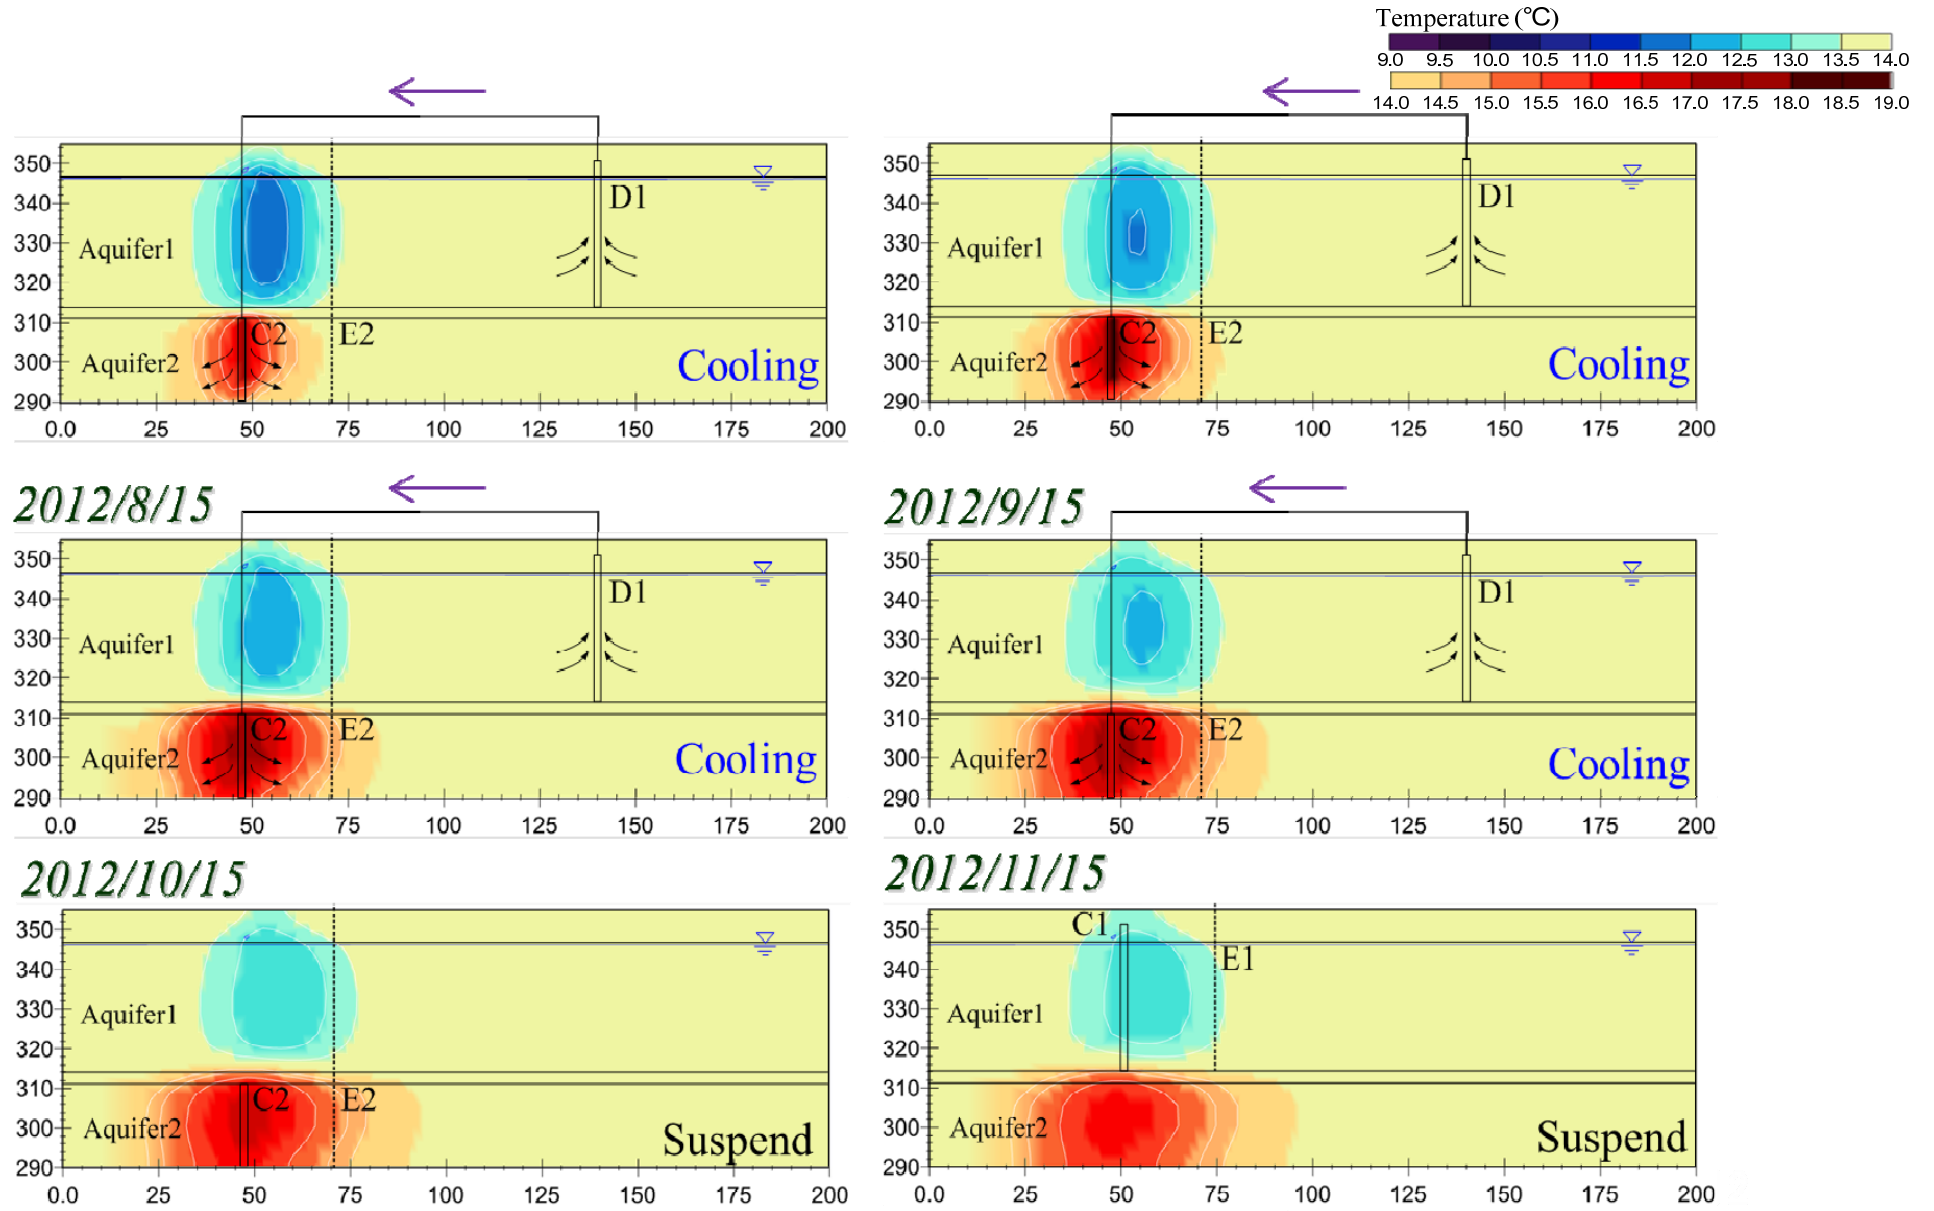 Temperature (℃)
9.0 9.5 10.0 10.5 11.0 11.5 12.0 12.5 13.0 13.5 14.0
14.0 14.5 15.0 15.5 16.0 16.5 17.0 17.5 18.0 18.5 19.0
350
340
330
320
310
300
290
Aquifer1
D1
C2
E2
Aquifer2
Cooling
0.0 25 50 75 100 125 150 175 200
350
340
330
320
310
300
290
Aquifer1
D1
C2
E2
Aquifer2
Cooling
0.0 25 50 75 100 125 150 175 200
2012/8/15
350
340
330
320
310
300
290
Aquifer1
D1
C2
E2
Aquifer2
Cooling
0.0 25 50 75 100 125 150 175 200
2012/9/15
350
340
330
320
310
300
290
Aquifer1
D1
C2
E2
Aquifer2
Cooling
0.0 25 50 75 100 125 150 175 200
2012/10/15
350
340
330
320
310
300
290
Aquifer1
C2
E2
Aquifer2
Suspend
0.0 25 50 75 100 125 150 175 200
2012/11/15
350
340
330
320
310
300
290
C1
E1
Aquifer1
Aquifer2
Suspend
0.0 25 50 75 100 125 150 175 200